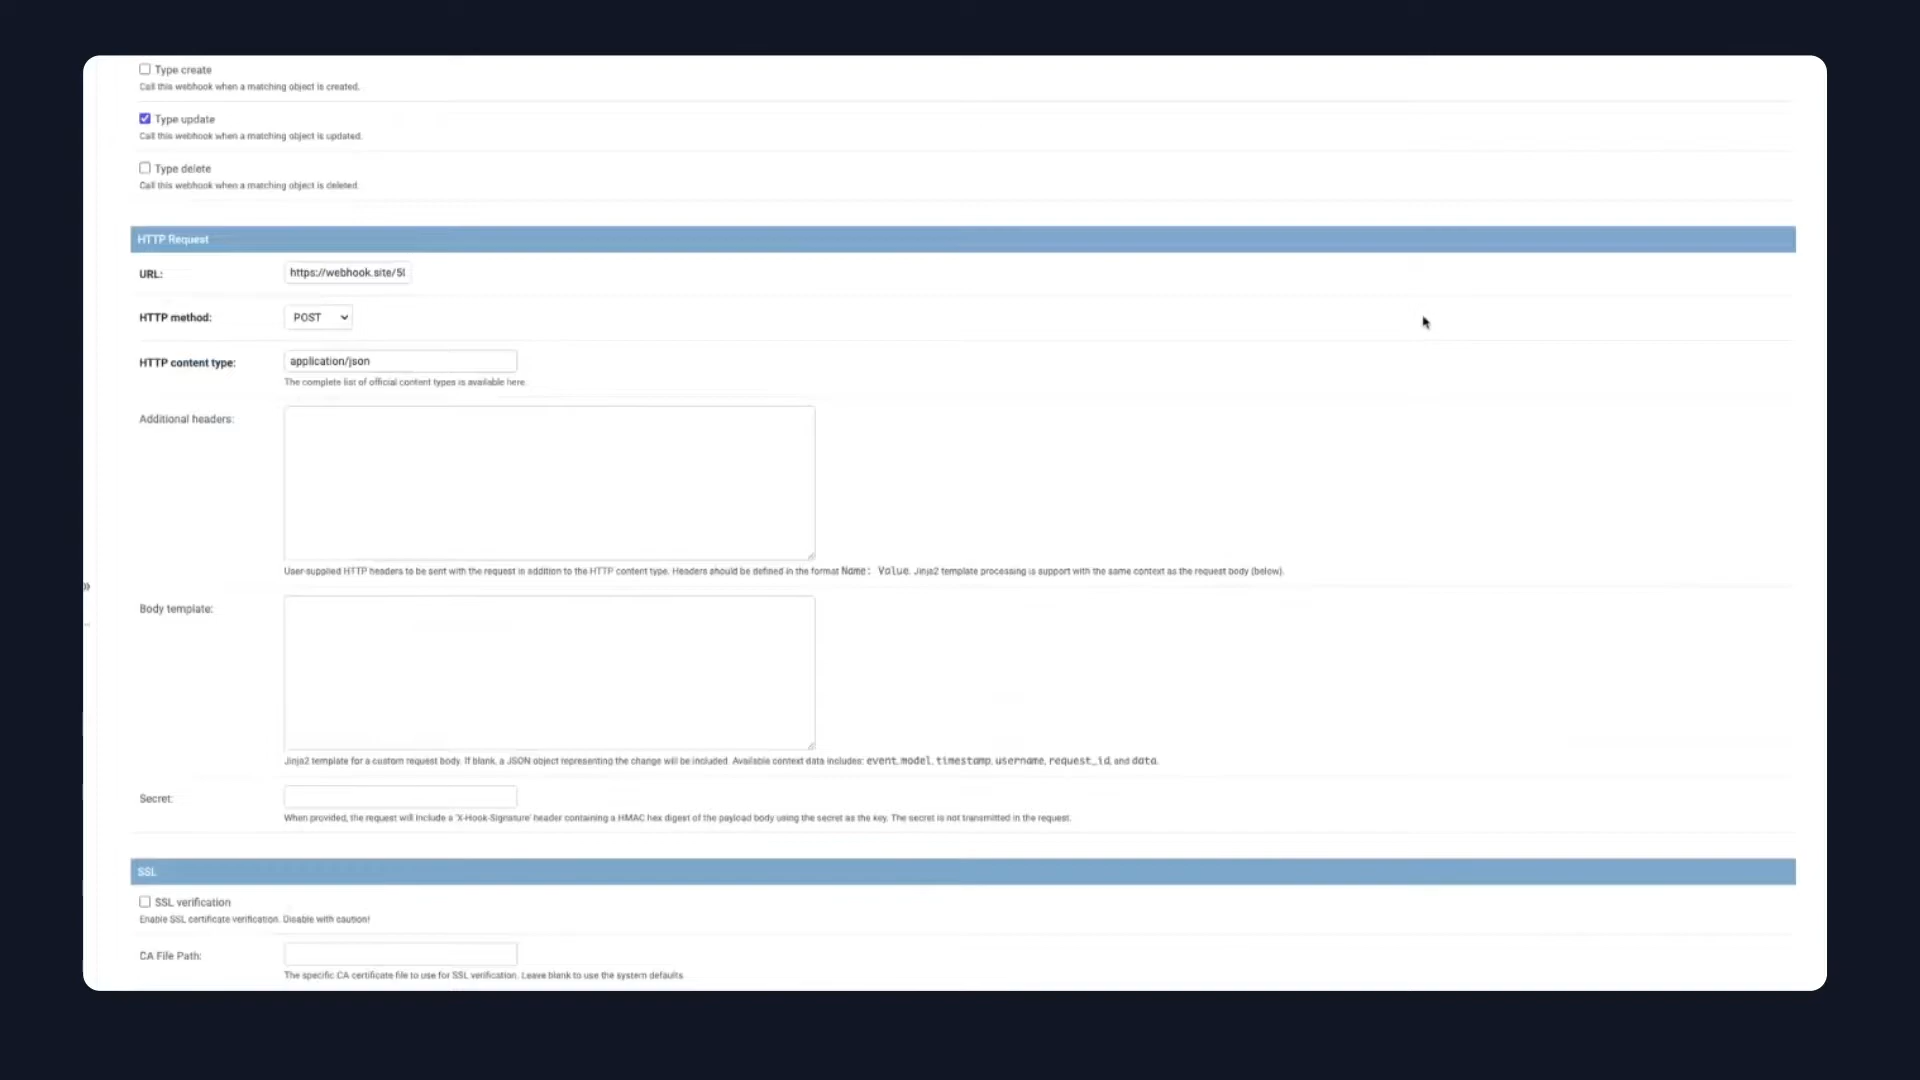 Type create
Call this webhook when a matching object is created.
Type update
Call this webhook when a matching object is updated.
Type delete
Call this webhook when a matching object is deleted.
HTTP Request
URL:
https://webhook.site/5
HTTP method:
POST
HTTP content type:
application/json
The complete list of official content types is available here.
Additional headers:
User-supplied HTTP headers to be sent with the request in addition to the HTTP content type. Headers should be defined in the format Name: Value. Jinja2 template processing is support with the same context as the request body (below).
»
Body template:
Jinja2 template for a custom request body. If blank, a JSON object representing the change will be included. Available context data includes: event, model, timestamp, username, request_id, and data.
Secret:
When provided, the request will include a 'X-Hook-Signature' header containing a HMAC hex digest of the payload body using the secret as the key. The secret is not transmitted in the request.
SSL
SSL verification
Enable SSL certificate verification. Disable with caution!
CA File Path:
The specific CA certificate file to use for SSL verification. Leave blank to use the system defaults.